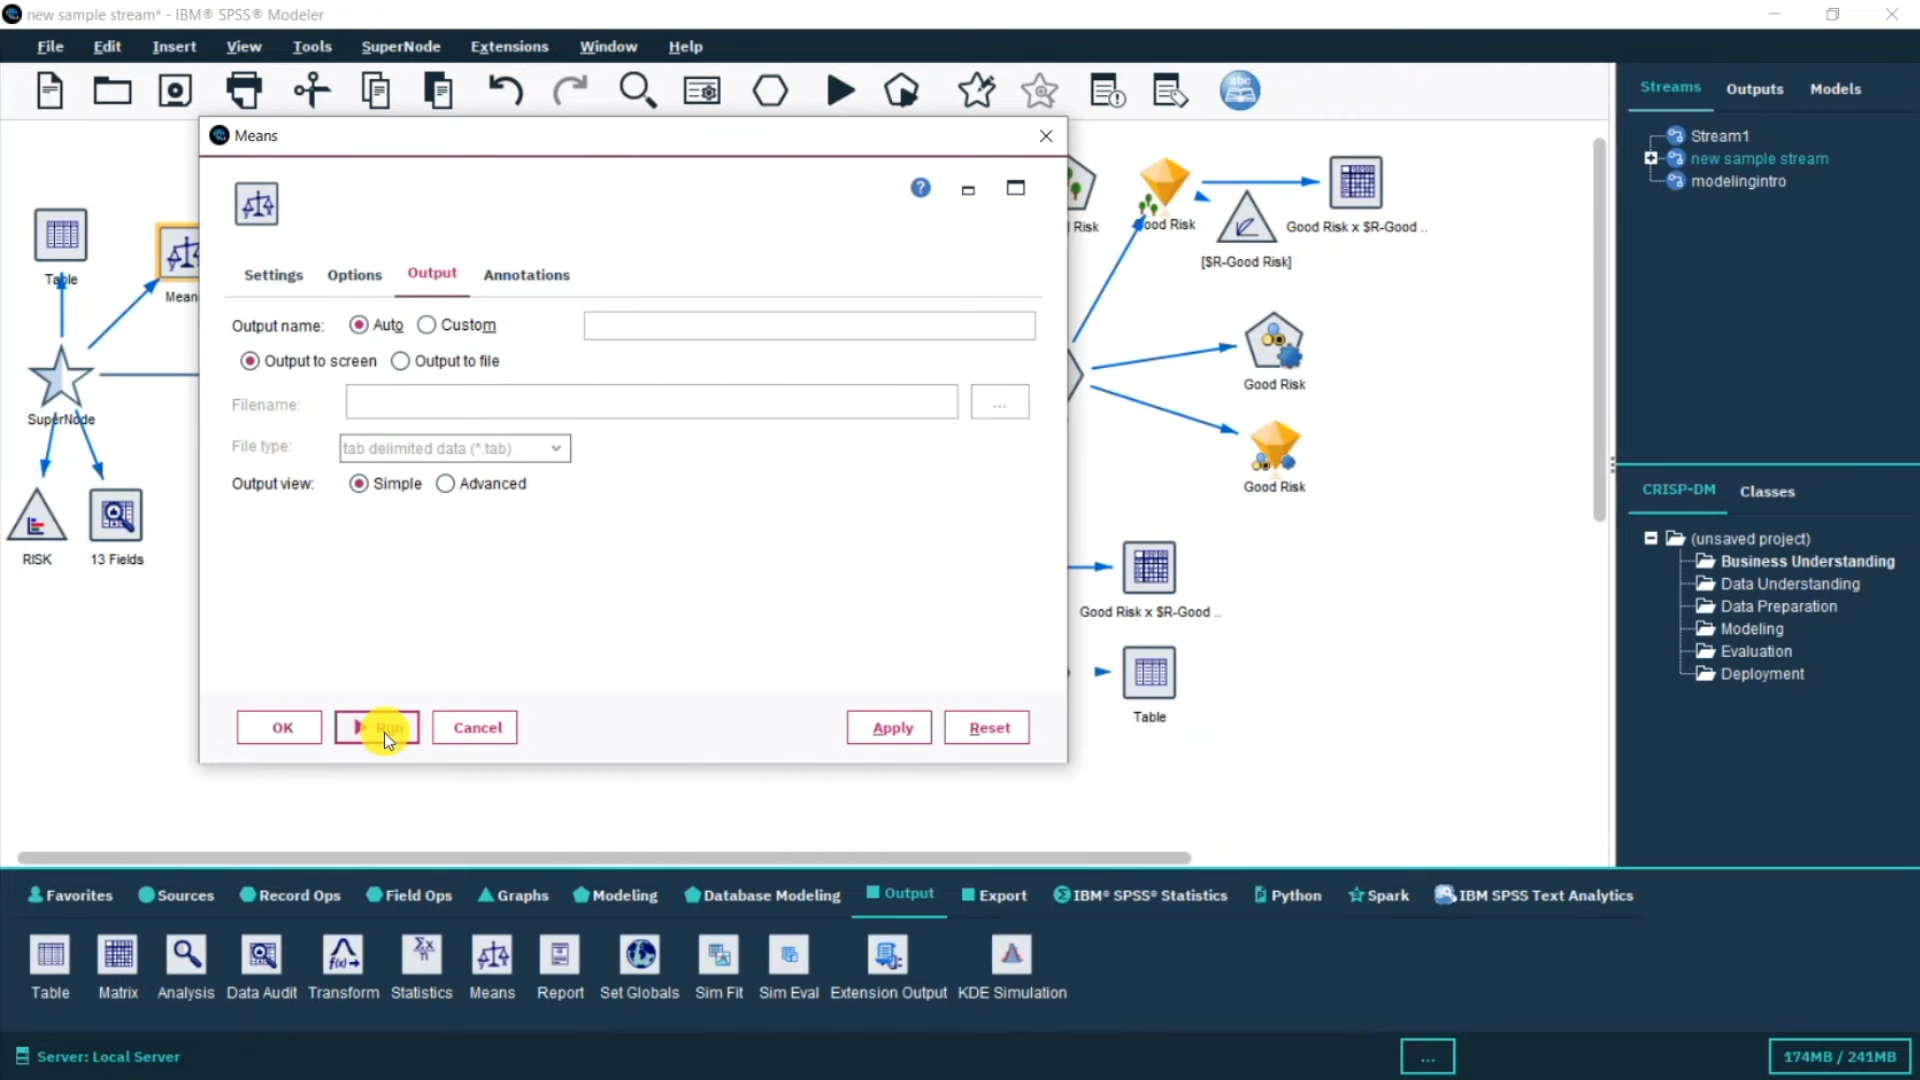 new sample stream* - IBM® SPSS® Modeler
File Edit Insert View Tools SuperNode Extensions Window Help
Streams Outputs Models
Stream1
new sample stream
modelingintro
Means
Settings Options Output Annotations
Output name: Auto Custom
Output to screen Output to file
Filename: ...
File type: tab delimited data (*.tab)
Output view: Simple Advanced
OK Run Cancel Apply Reset
Table
Means
SuperNode
RISK
13 Fields
Risk
Good Risk
Good Risk x $R-Good ..
[$R-Good Risk]
Good Risk
Good Risk
Good Risk x $R-Good ..
Table
CRISP-DM Classes
(unsaved project)
Business Understanding
Data Understanding
Data Preparation
Modeling
Evaluation
Deployment
Favorites Sources Record Ops Field Ops Graphs Modeling Database Modeling Output Export IBM® SPSS® Statistics Python Spark IBM SPSS Text Analytics
Table Matrix Analysis Data Audit Transform Statistics Means Report Set Globals Sim Fit Sim Eval Extension Output KDE Simulation
Server: Local Server
...
174MB / 241MB